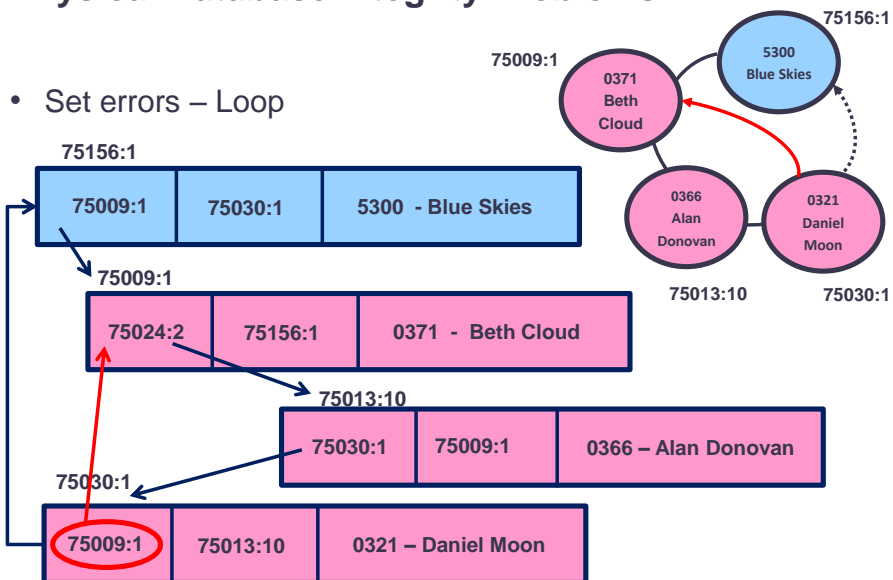 75156:1
75009:1
5300
Blue Skies
0371
Beth
Cloud
• Set errors – Loop
75156:1
75009:1 75030:1 5300 - Blue Skies
0366
Alan
Donovan
0321
Daniel
Moon
75009:1
75013:10 75030:1
75024:2 75156:1 0371 - Beth Cloud
75013:10
75030:1 75009:1 0366 – Alan Donovan
75030:1
75009:1 75013:10 0321 – Daniel Moon